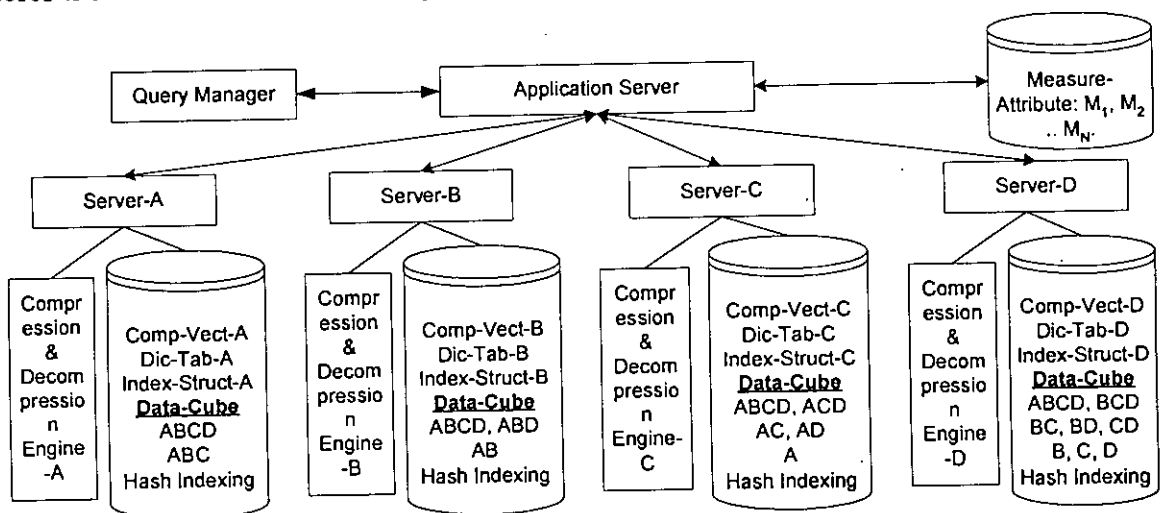 Query Manager
Application Server
Measure-
Attribute: M1, M2
.. MN.
Server-A
Server-B
Server-C
Server-D
Compr
ession
&
Decom
pressio
n
Engine
-A
Comp-Vect-A
Dic-Tab-A
Index-Struct-A
Data-Cube
ABCD
ABC
Hash Indexing
Compr
ession
&
Decom
pressio
n
Engine
-B
Comp-Vect-B
Dic-Tab-B
Index-Struct-B
Data-Cube
ABCD, ABD
AB
Hash Indexing
Compr
ession
&
Decom
pressio
n
Engine-
C
Comp-Vect-C
Dic-Tab-C
Index-Struct-C
Data-Cube
ABCD, ACD
AC, AD
A
Hash Indexing
Compr
ession
&
Decom
pressio
n
Engine
-D
Comp-Vect-D
Dic-Tab-D
Index-Struct-D
Data-Cube
ABCD, BCD
BC, BD, CD
B, C, D
Hash Indexing